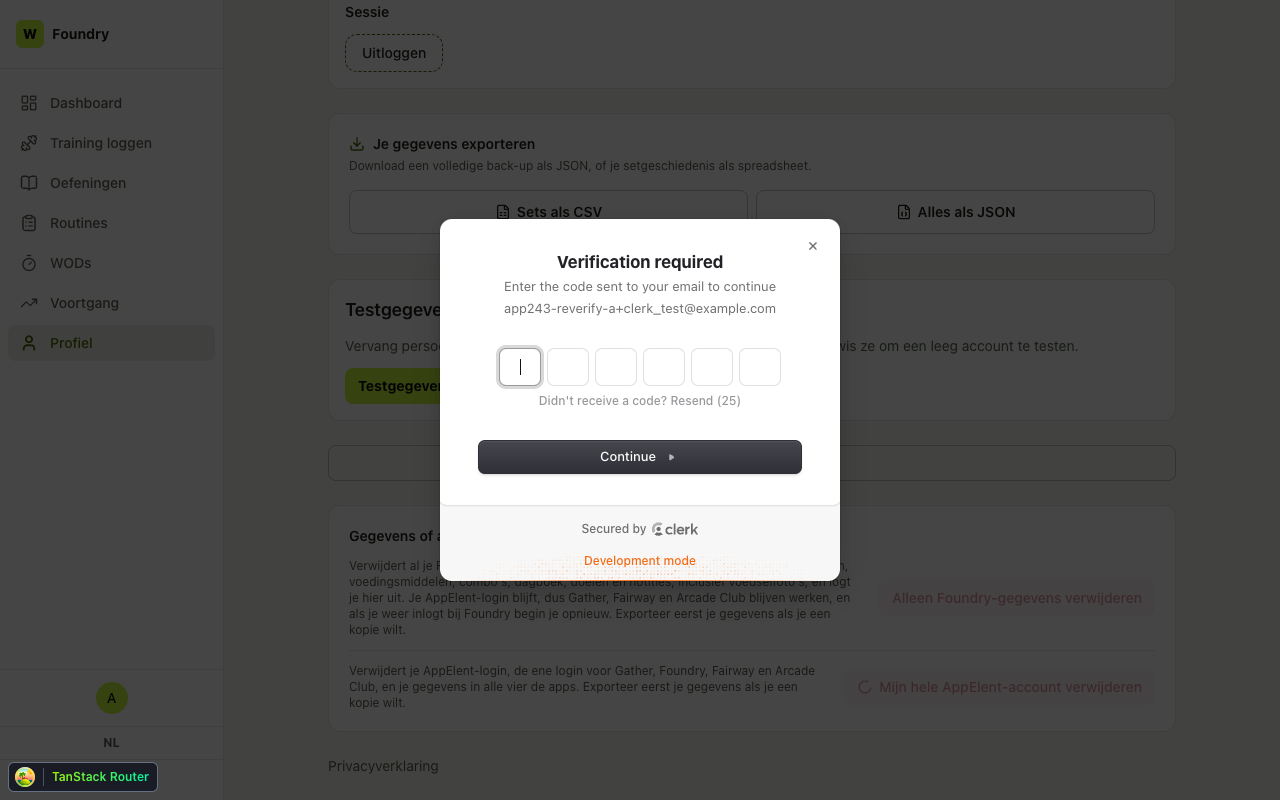 W Foundry
Dashboard
Training loggen
Oefeningen
Routines
WODs
Voortgang
Profiel
A
NL
TanStack Router
Sessie
Uitloggen
Je gegevens exporteren
Download een volledige back-up als JSON, of je setgeschiedenis als spreadsheet.
Sets als CSV
Alles als JSON
Testgegeve
Vervang perso
wis ze om een leeg account te testen.
Testgegeve
Verification required
Enter the code sent to your email to continue
app243-reverify-a+clerk_test@example.com
Didn't receive a code? Resend (25)
Continue
Secured by clerk
Development mode
Gegevens of a
Verwijdert al je F
voedingsmiddelen, combo's, dagboek, doelen en notities, inclusief voedselfoto's, en logt
je hier uit. Je AppElent-login blijft, dus Gather, Fairway en Arcade Club blijven werken, en
als je weer inlogt bij Foundry begin je opnieuw. Exporteer eerst je gegevens als je een
kopie wilt.
Alleen Foundry-gegevens verwijderen
Verwijdert je AppElent-login, de ene login voor Gather, Foundry, Fairway en Arcade
Club, en je gegevens in alle vier de apps. Exporteer eerst je gegevens als je een
kopie wilt.
Mijn hele AppElent-account verwijderen
Privacyverklaring